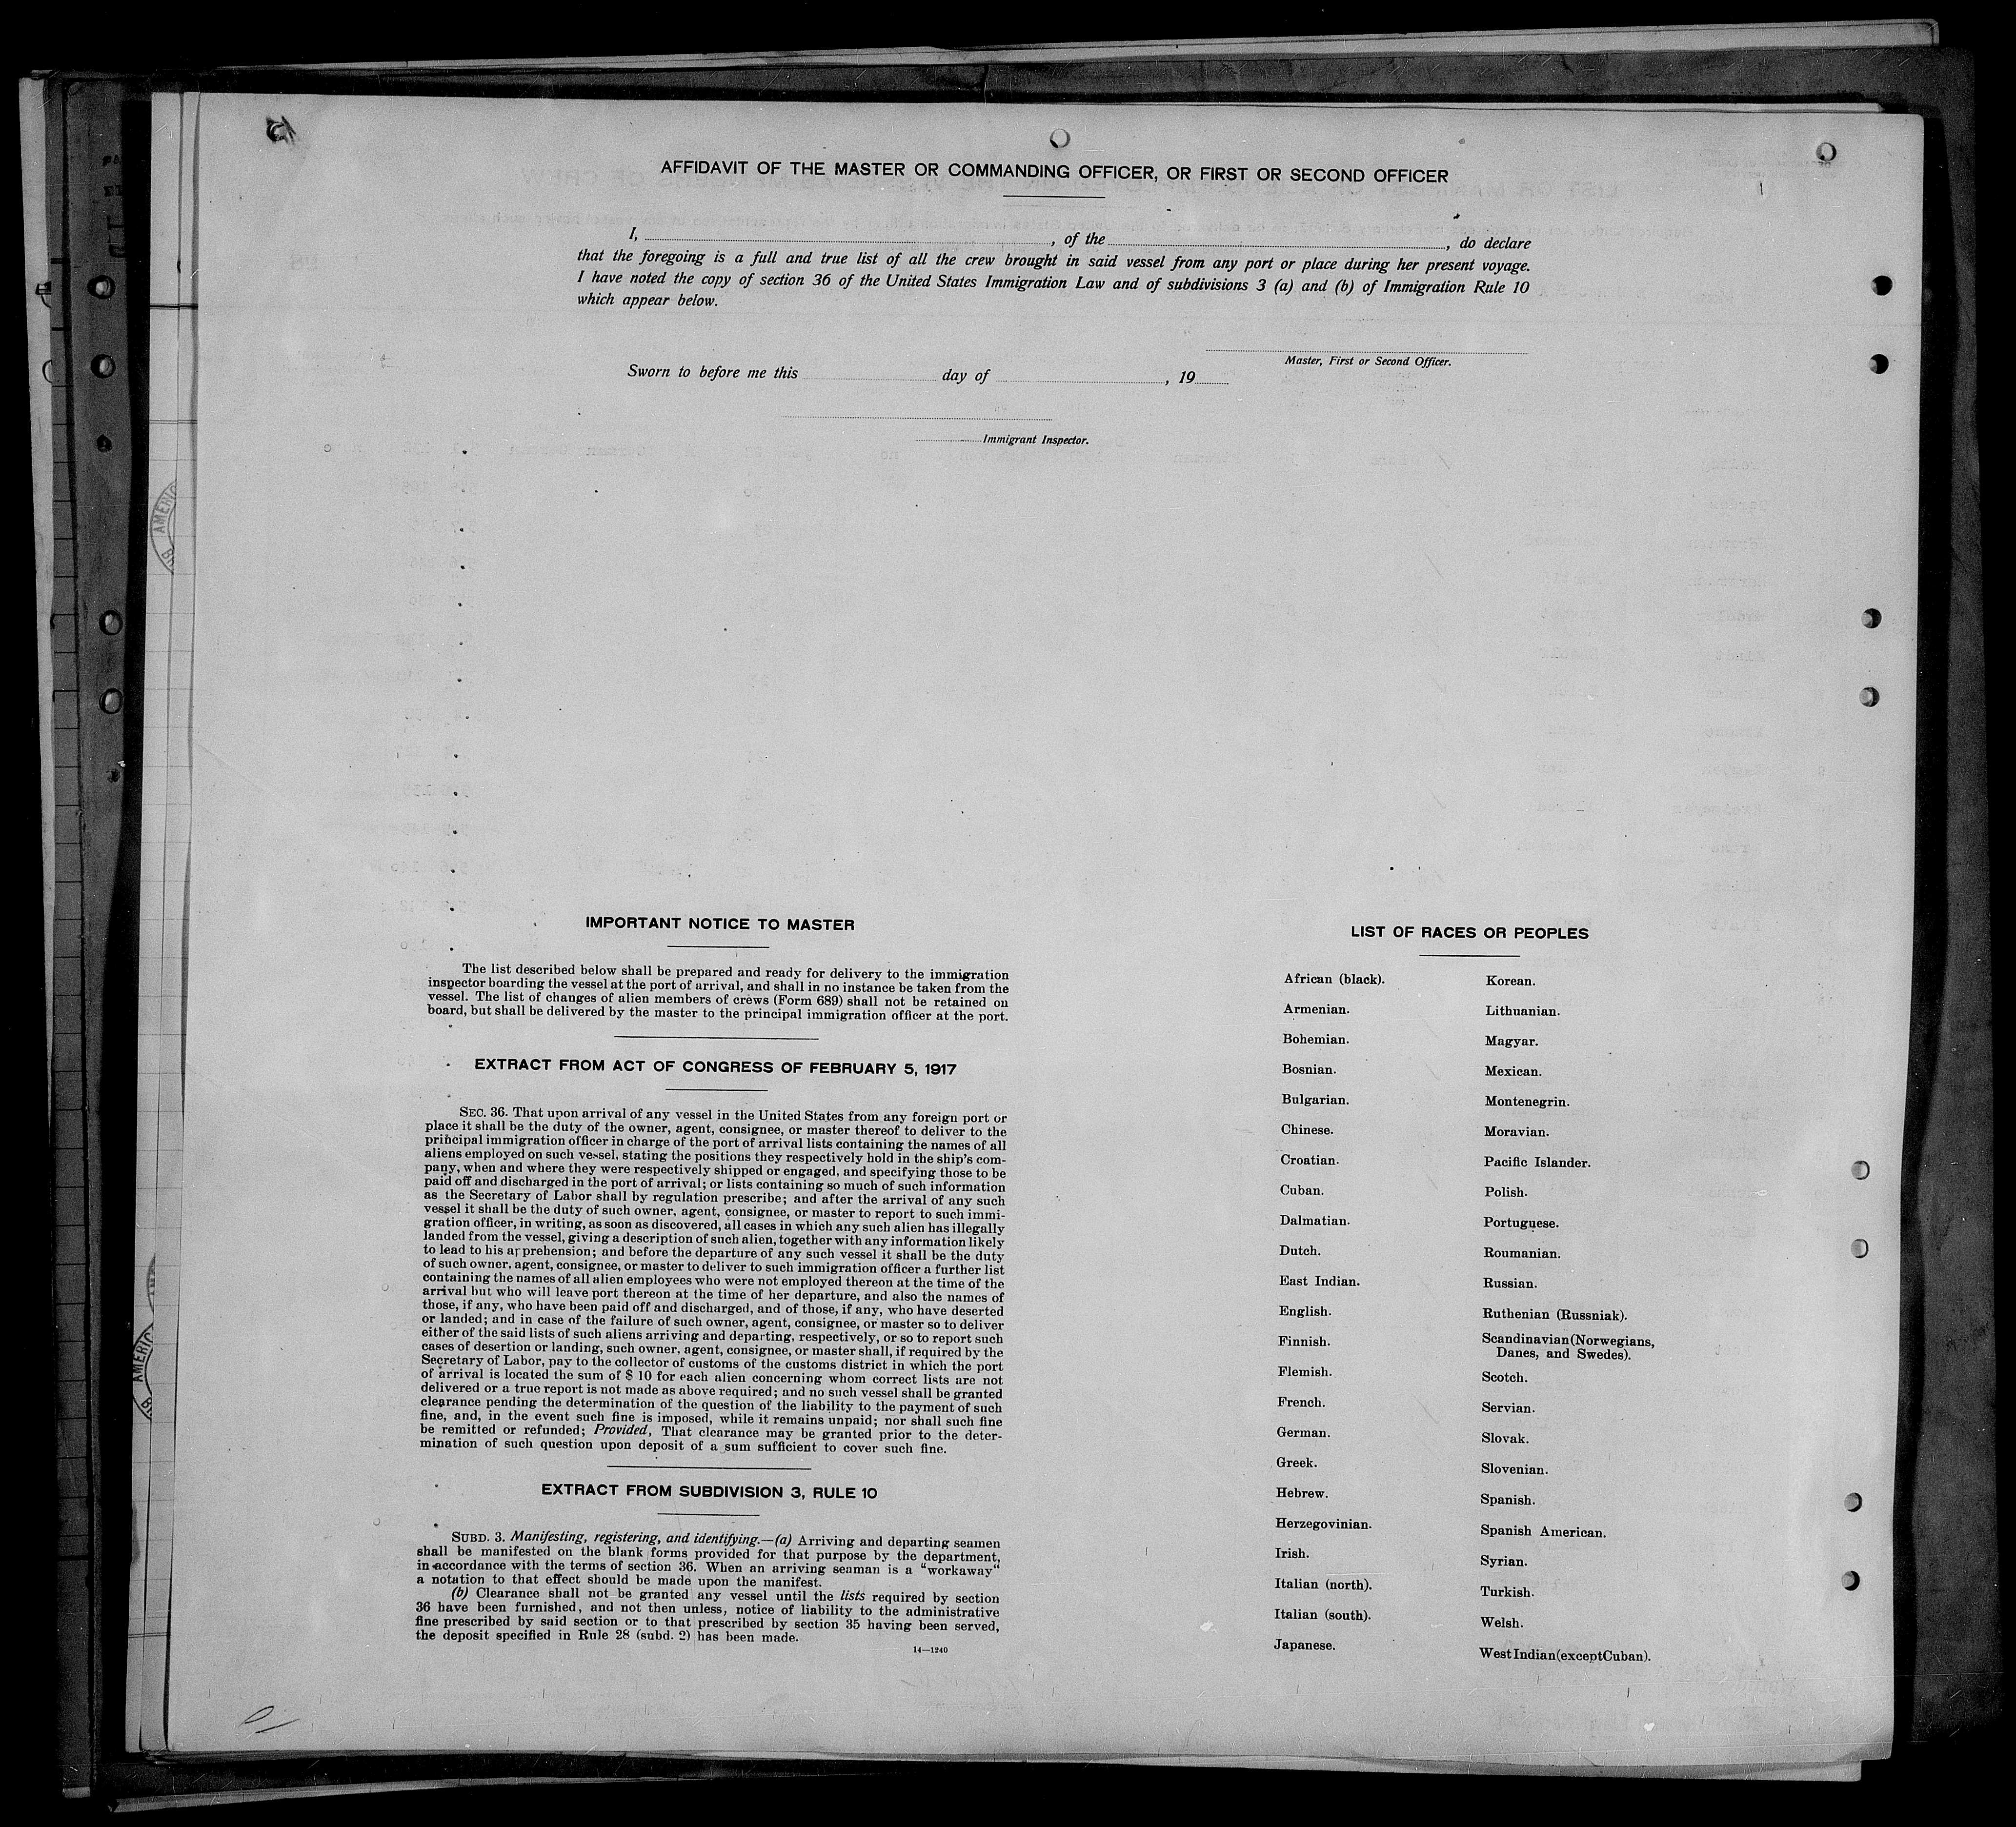 AFFIDAVIT OF THE MASTER OR COMMANDING OFFICER, OR FIRST OR SECOND OFFICER
I, , of the , do declare
that the foregoing is a full and true list of all the crew brought in said vessel from any port or place during her present voyage.
I have noted the copy of section 36 of the United States Immigration Law and of subdivisions 3 (a) and (b) of Immigration Rule 10
which appear below.
Master, First or Second Officer.
Sworn to before me this day of , 19
Immigrant Inspector.
IMPORTANT NOTICE TO MASTER
The list described below shall be prepared and ready for delivery to the immigration
inspector boarding the vessel at the port of arrival, and shall in no instance be taken from the
vessel. The list of changes of alien members of crews (Form 689) shall not be retained on
board, but shall be delivered by the master to the principal immigration officer at the port.
EXTRACT FROM ACT OF CONGRESS OF FEBRUARY 5, 1917
SEC. 36. That upon arrival of any vessel in the United States from any foreign port or
place it shall be the duty of the owner, agent, consignee, or master thereof to deliver to the
principal immigration officer in charge of the port of arrival lists containing the names of all
aliens employed on such vessel, stating the positions they respectively hold in the ship's com-
pany, when and where they were respectively shipped or engaged, and specifying those to be
paid off and discharged in the port of arrival; or lists containing so much of such information
as the Secretary of Labor shall by regulation prescribe; and after the arrival of any such
vessel it shall be the duty of such owner, agent, consignee, or master to report to such immi-
gration officer, in writing, as soon as discovered, all cases in which any such alien has illegally
landed from the vessel, giving a description of such alien, together with any information likely
to lead to his apprehension; and before the departure of any such vessel it shall be the duty
of such owner, agent, consignee, or master to deliver to such immigration officer a further list
containing the names of all alien employees who were not employed thereon at the time of the
arrival but who will leave port thereon at the time of her departure, and also the names of
those, if any, who have been paid off and discharged, and of those, if any, who have deserted
or landed; and in case of the failure of such owner, agent, consignee, or master so to deliver
either of the said lists of such aliens arriving and departing, respectively, or so to report such
cases of desertion or landing, such owner, agent, consignee, or master shall, if required by the
Secretary of Labor, pay to the collector of customs of the customs district in which the port
of arrival is located the sum of $ 10 for each alien concerning whom correct lists are not
delivered or a true report is not made as above required; and no such vessel shall be granted
clearance pending the determination of the question of the liability to the payment of such
fine, and, in the event such fine is imposed, while it remains unpaid; nor shall such fine
be remitted or refunded; Provided, That clearance may be granted prior to the deter-
mination of such question upon deposit of a sum sufficient to cover such fine.
EXTRACT FROM SUBDIVISION 3, RULE 10
SUBD. 3. Manifesting, registering, and identifying.—(a) Arriving and departing seamen
shall be manifested on the blank forms provided for that purpose by the department,
in accordance with the terms of section 36. When an arriving seaman is a "workaway"
a notation to that effect should be made upon the manifest.
(b) Clearance shall not be granted any vessel until the lists required by section
36 have been furnished, and not then unless, notice of liability to the administrative
fine prescribed by said section or to that prescribed by section 35 having been served,
the deposit specified in Rule 28 (subd. 2) has been made.
14—1240
LIST OF RACES OR PEOPLES
African (black).
Armenian.
Bohemian.
Bosnian.
Bulgarian.
Chinese.
Croatian.
Cuban.
Dalmatian.
Dutch.
East Indian.
English.
Finnish.
Flemish.
French.
German.
Greek.
Hebrew.
Herzegovinian.
Irish.
Italian (north).
Italian (south).
Japanese.
Korean.
Lithuanian.
Magyar.
Mexican.
Montenegrin.
Moravian.
Pacific Islander.
Polish.
Portuguese.
Roumanian.
Russian.
Ruthenian (Russniak).
Scandinavian (Norwegians,
Danes, and Swedes).
Scotch.
Servian.
Slovak.
Slovenian.
Spanish.
Spanish American.
Syrian.
Turkish.
Welsh.
West Indian (except Cuban).